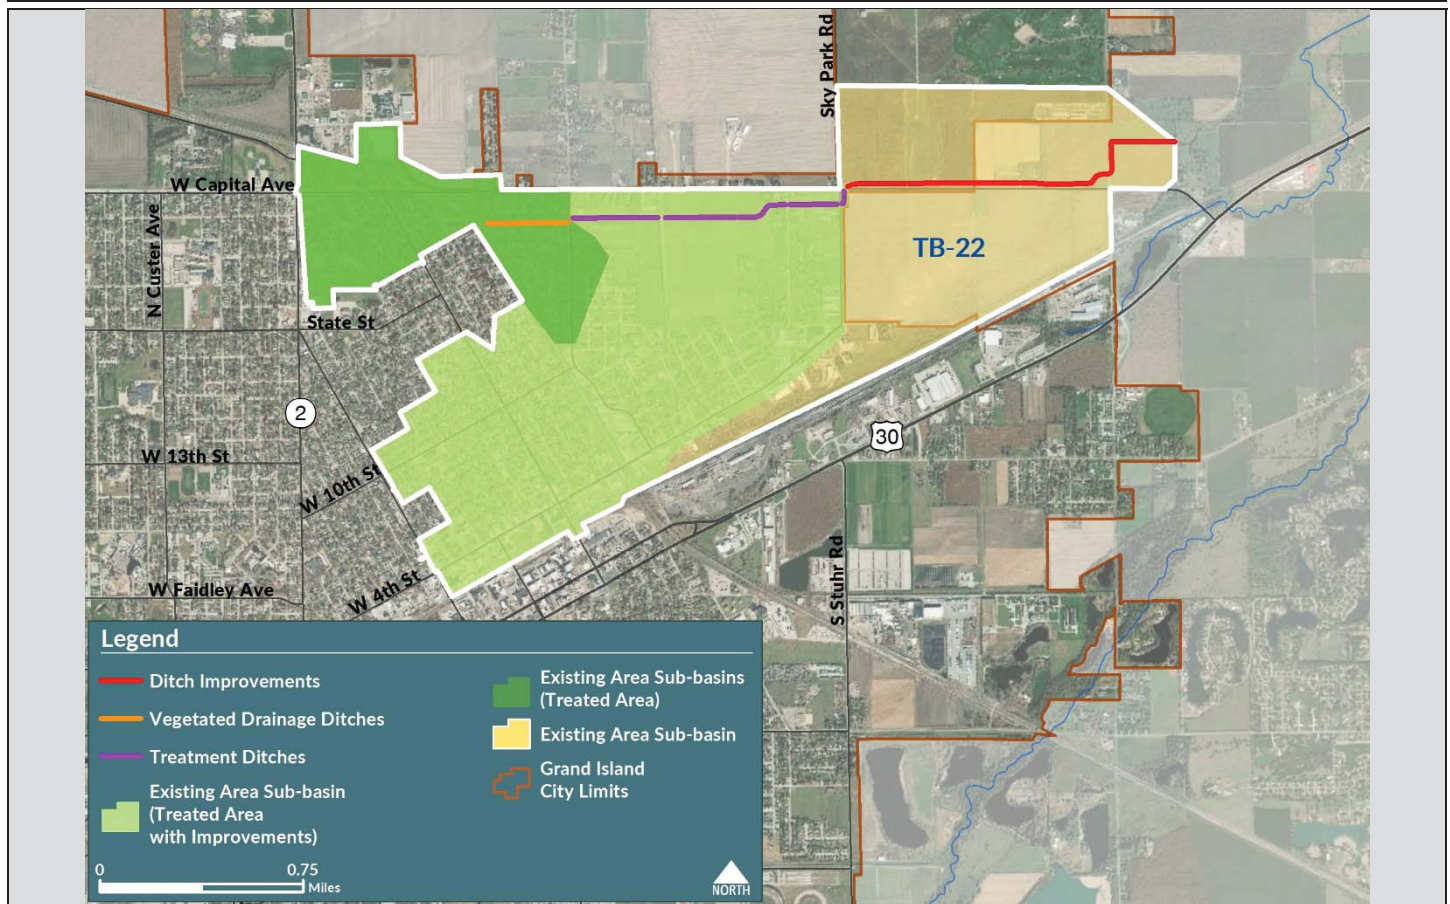 Sky Park Rd
W Capital Ave
N Custer Ave
TB-22
State St
2
30
W 13th St
W 10th St
S Stuhr Rd
W Faidley Ave
W 4th St
Legend
Ditch Improvements
Vegetated Drainage Ditches
Treatment Ditches
Existing Area Sub-basin
(Treated Area
with Improvements)
Existing Area Sub-basins
(Treated Area)
Existing Area Sub-basin
Grand Island
City Limits
0
0.75
Miles
NORTH